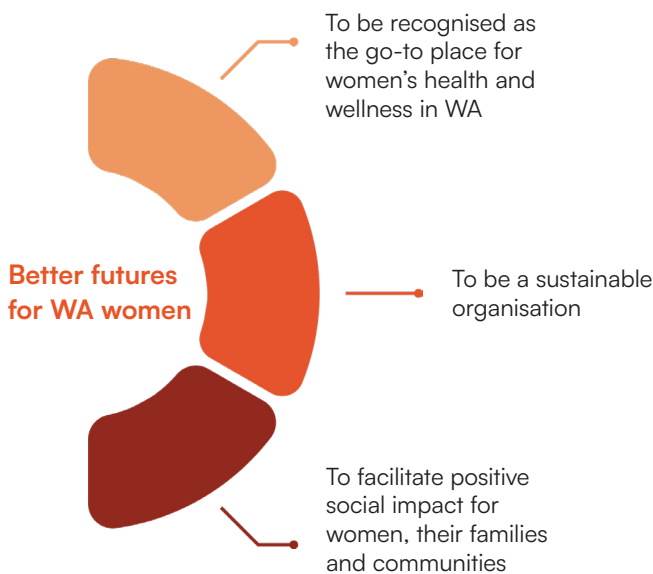 To be recognised as
the go-to place for
women’s health and
wellness in WA
Better futures
for WA women
To be a sustainable
organisation
To facilitate positive
social impact for
women, their families
and communities